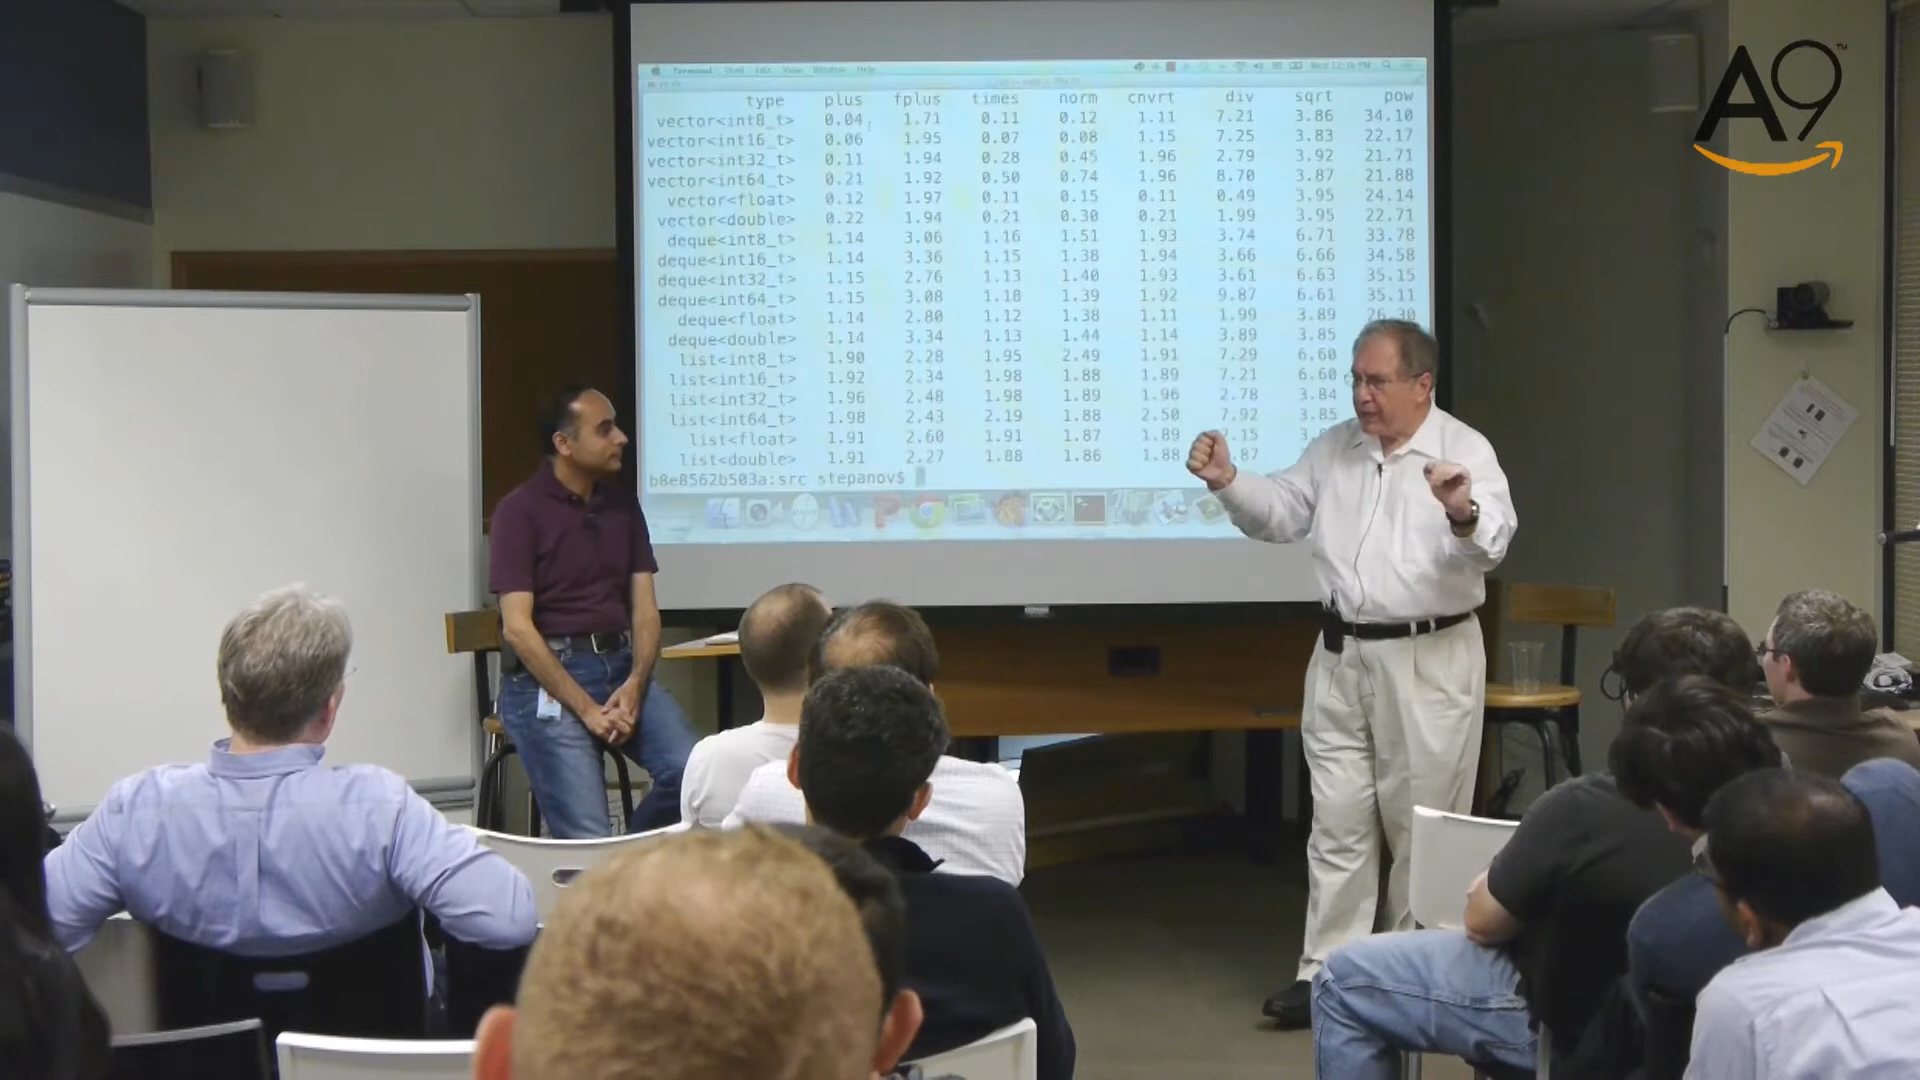 A9™
Terminal Shell Edit View Window Help
type plus fplus times norm cnvrt div sqrt pow
vector<int8_t> 0.04 1.71 0.11 0.12 1.11 7.21 3.86 34.10
vector<int16_t> 0.06 1.95 0.07 0.08 1.15 7.25 3.83 22.17
vector<int32_t> 0.11 1.94 0.28 0.45 1.96 2.79 3.92 21.71
vector<int64_t> 0.21 1.92 0.50 0.74 1.96 8.70 3.87 21.88
vector<float> 0.12 1.97 0.11 0.15 0.11 0.49 3.95 24.14
vector<double> 0.22 1.94 0.21 0.30 0.21 1.99 3.95 22.71
deque<int8_t> 1.14 3.06 1.16 1.51 1.93 3.74 6.71 33.78
deque<int16_t> 1.14 3.36 1.15 1.38 1.94 3.66 6.66 34.58
deque<int32_t> 1.15 2.76 1.13 1.40 1.93 3.61 6.63 35.15
deque<int64_t> 1.15 3.08 1.18 1.39 1.92 9.87 6.61 35.11
deque<float> 1.14 2.80 1.12 1.38 1.11 1.99 3.89 26.30
deque<double> 1.14 3.34 1.13 1.44 1.14 3.89 3.85
list<int8_t> 1.90 2.28 1.95 2.49 1.91 7.29 6.60
list<int16_t> 1.92 2.34 1.98 1.88 1.89 7.21 6.60
list<int32_t> 1.96 2.48 1.98 1.89 1.96 2.78 3.84
list<int64_t> 1.98 2.43 2.19 1.88 2.50 7.92 3.85
list<float> 1.91 2.60 1.91 1.87 1.89
list<double> 1.91 2.27 1.88 1.86 1.88
b8e8562b503a:src stepanov$